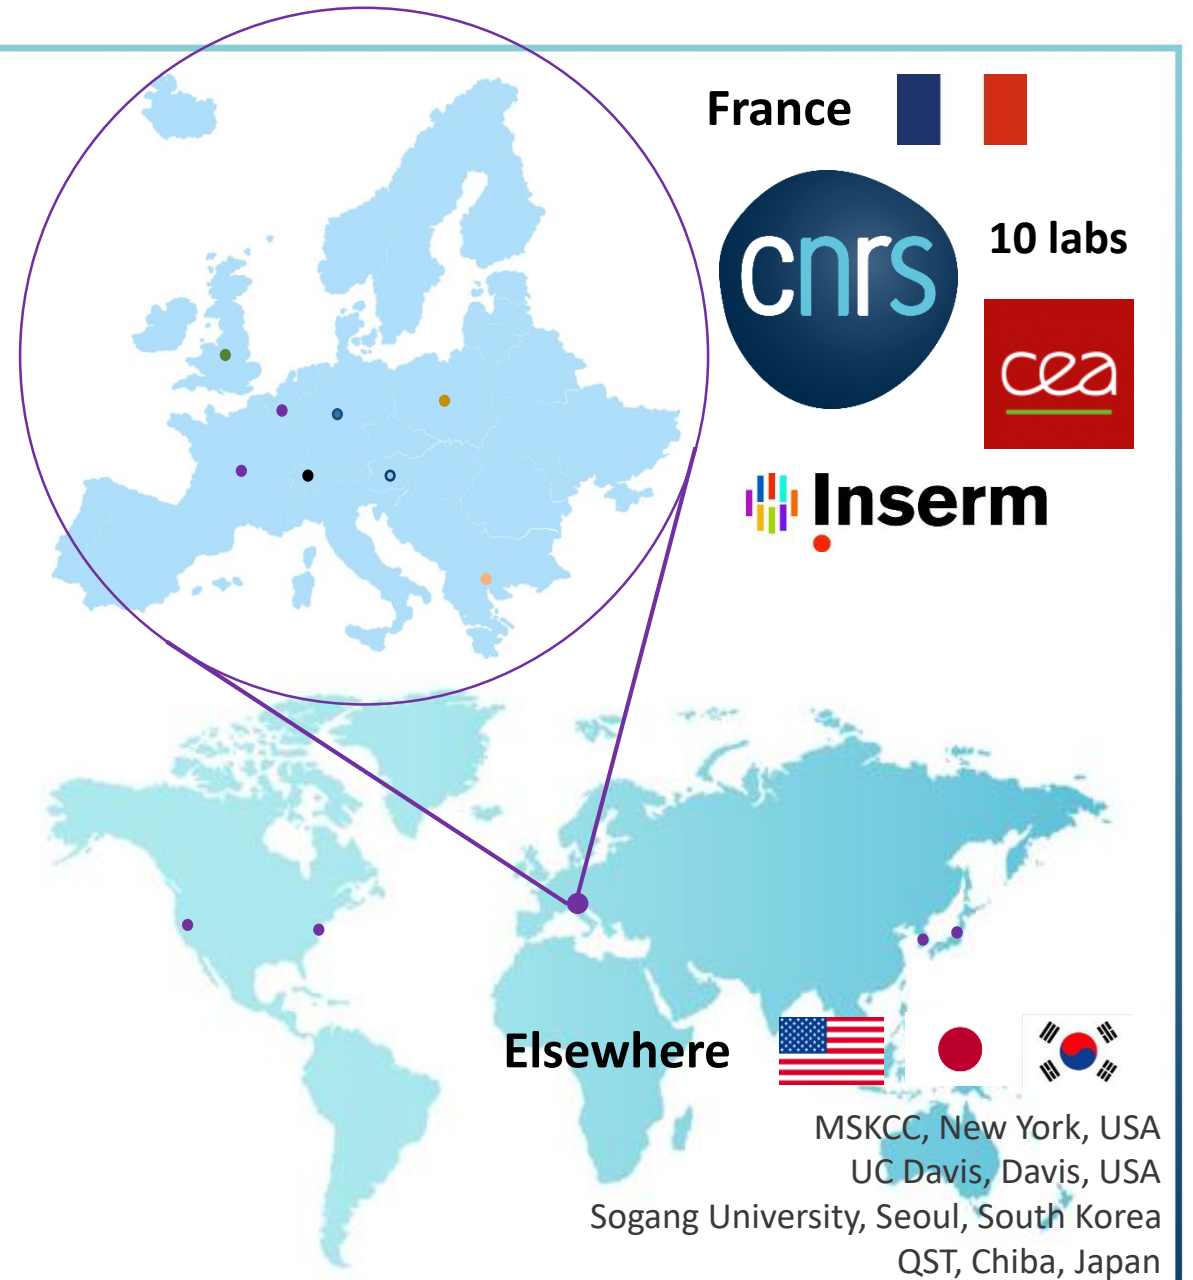 France
cnrs
10 labs
cea
Inserm
Elsewhere
MSKCC, New York, USA
UC Davis, Davis, USA
Sogang University, Seoul, South Korea
QST, Chiba, Japan